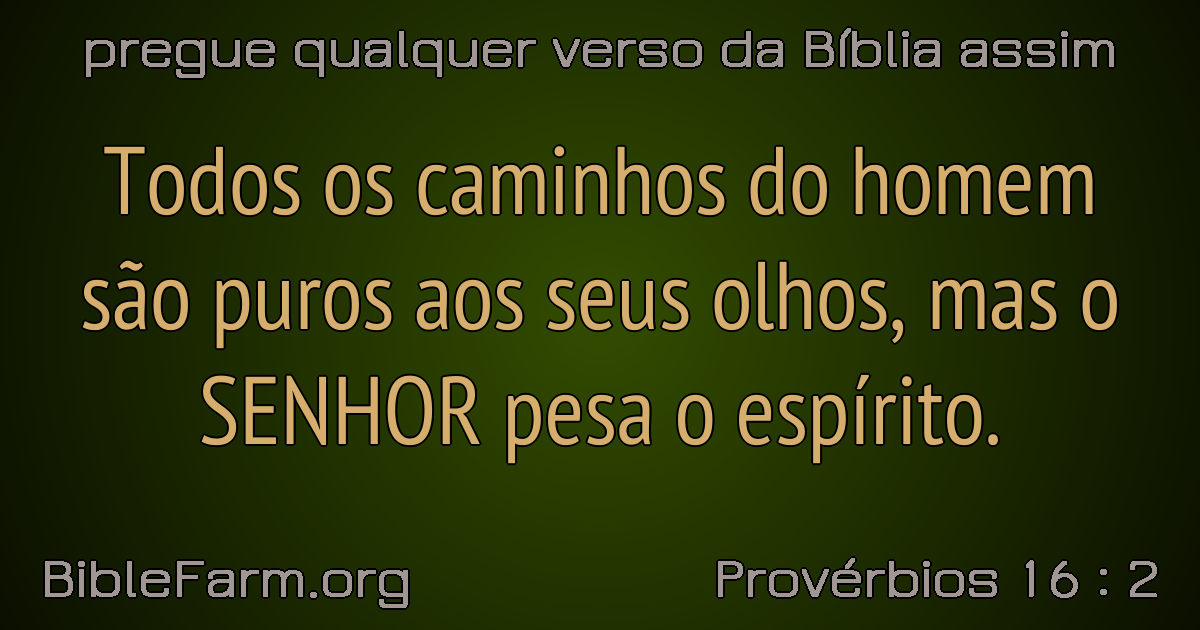 pregue qualquer verso da Bíblia assim
Todos os caminhos do homem
são puros aos seus olhos, mas o
SENHOR pesa o espírito.
BibleFarm.org
Provérbios 16 : 2